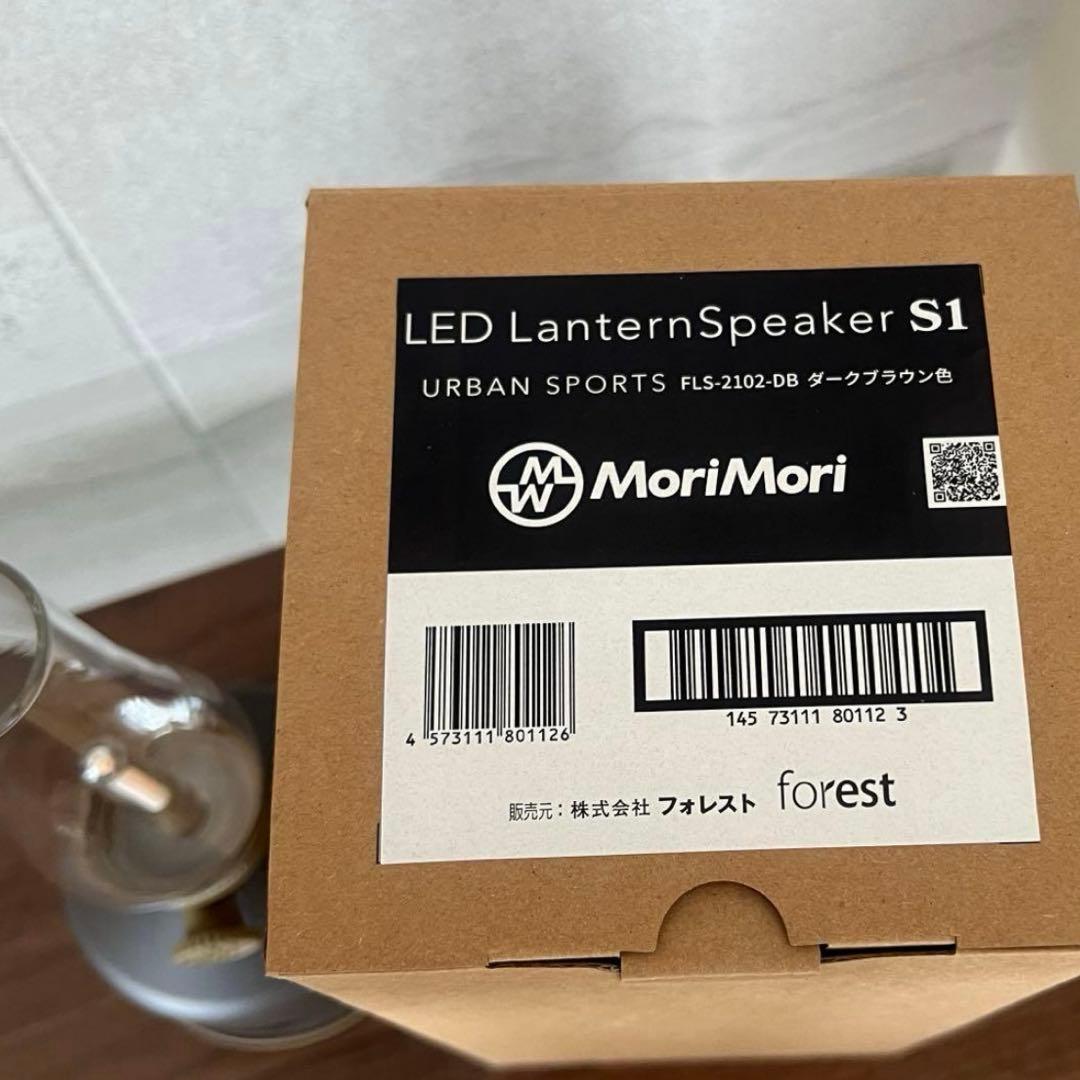 LED LanternSpeaker S1
URBAN SPORTS FLS-2102-DB ダークブラウン色
MW MoriMori
4 573111 801126
145 73111 80112 3
販売元：株式会社 フォレスト forest